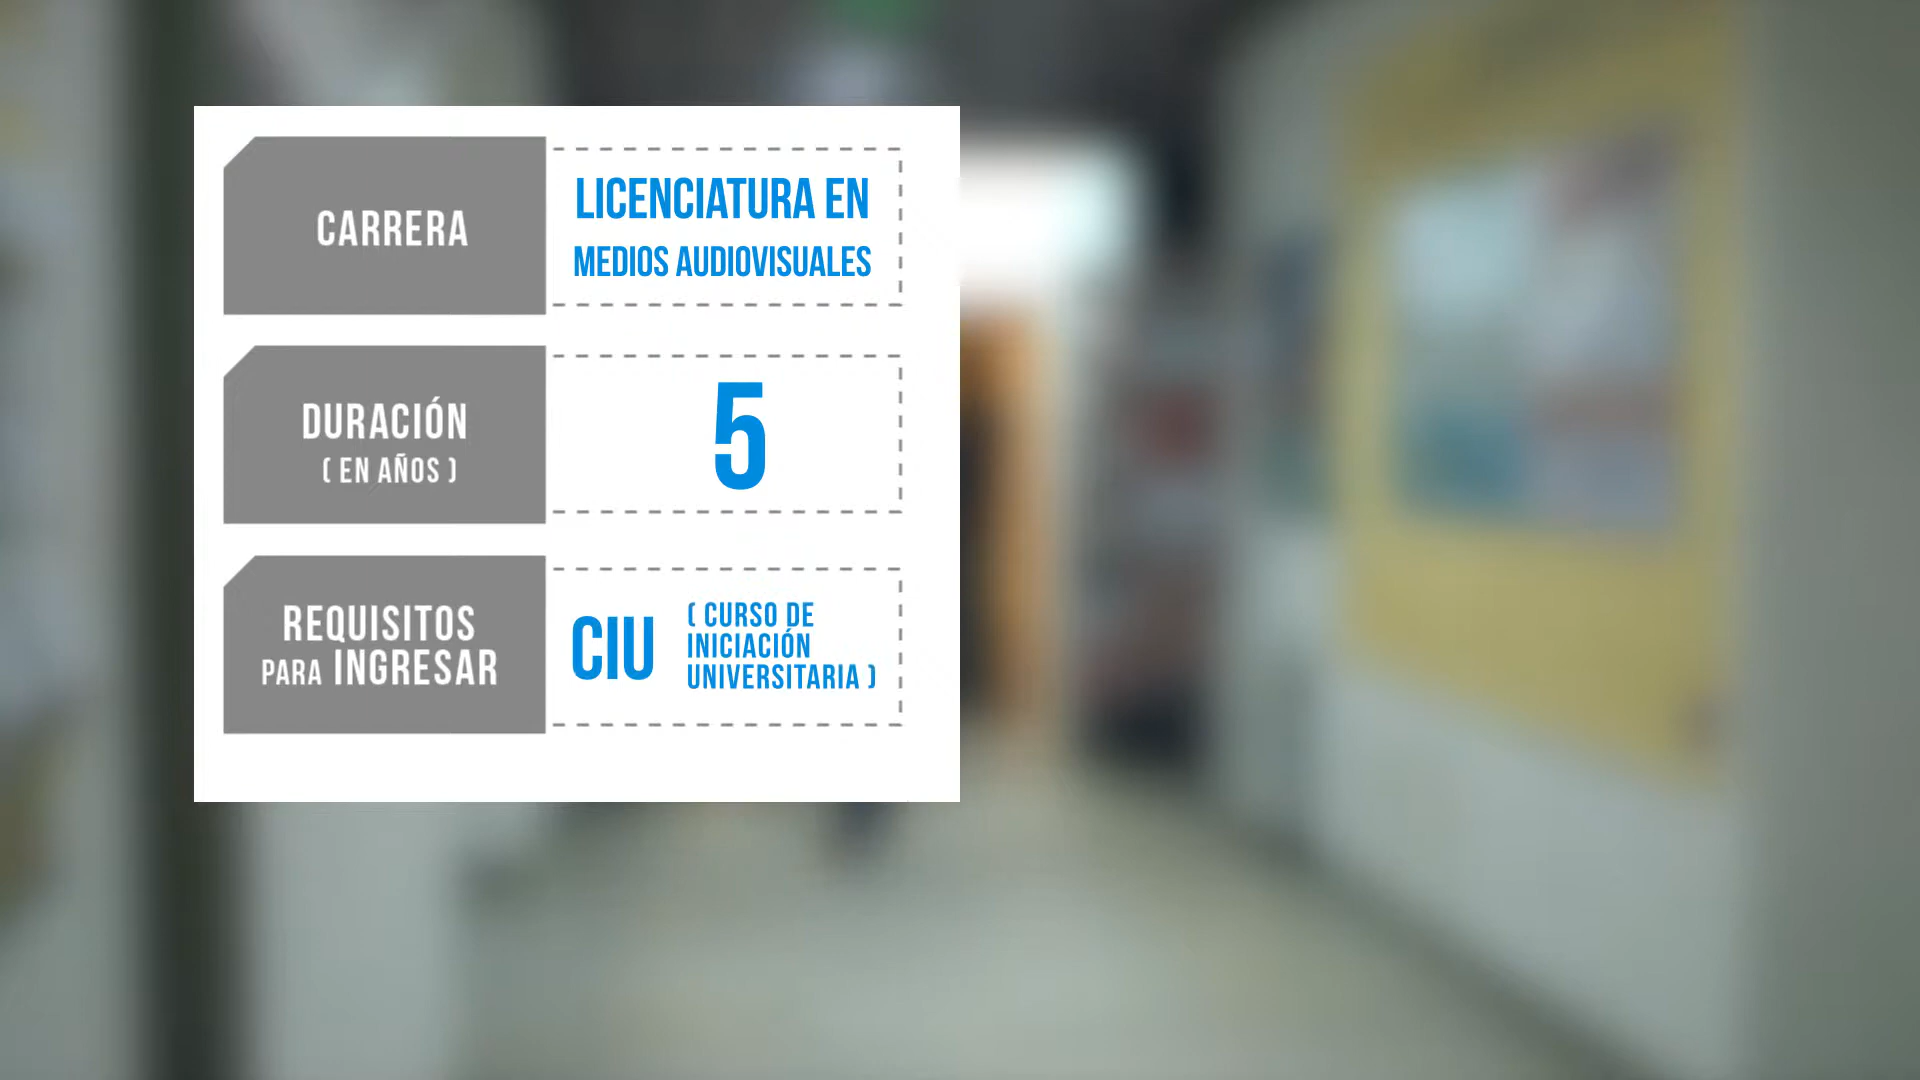 CARRERA
LICENCIATURA EN
MEDIOS AUDIOVISUALES
DURACIÓN
( EN AÑOS )
5
REQUISITOS
PARA INGRESAR
CIU
( CURSO DE
INICIACIÓN
UNIVERSITARIA )